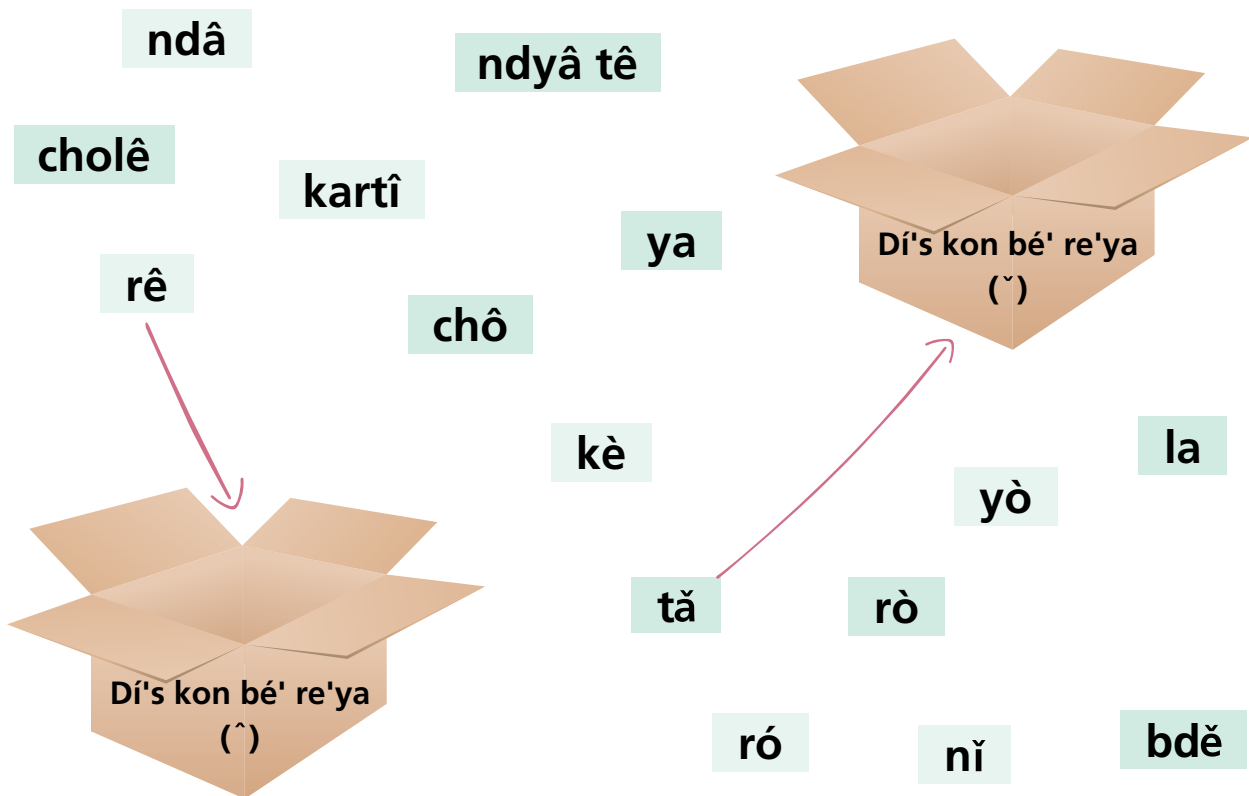 ndâ
ndyâ tê
cholê
kartî
ya
Dí's kon bé' re'ya
(ˇ)
rê
chô
la
kè
yò
tǎ
rò
Dí's kon bé' re'ya
(ˆ)
ró
nǐ
bdě